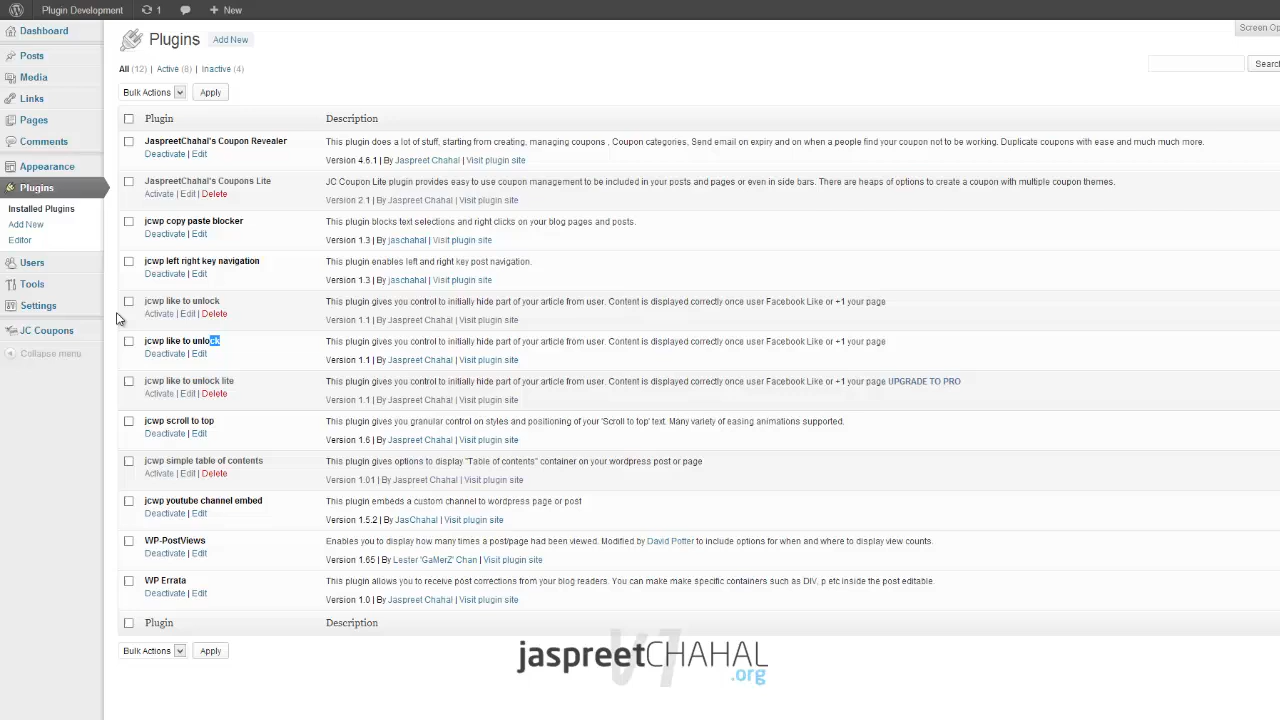 Plugin Development 1 + New
Dashboard
Posts
Media
Links
Pages
Comments
Appearance
Plugins
Installed Plugins
Add New
Editor
Users
Tools
Settings
JC Coupons
Collapse menu
Screen Op
Plugins Add New
All (12) | Active (8) | Inactive (4)
Search
Bulk Actions Apply
Plugin Description
JaspreetChahal's Coupon Revealer This plugin does a lot of stuff, starting from creating, managing coupons , Coupon categories, Send email on expiry and on when a people find your coupon not to be working. Duplicate coupons with ease and much much more.
Deactivate | Edit Version 4.6.1 | By Jaspreet Chahal | Visit plugin site
JaspreetChahal's Coupons Lite JC Coupon Lite plugin provides easy to use coupon management to be included in your posts and pages or even in side bars. There are heaps of options to create a coupon with multiple coupon themes.
Activate | Edit | Delete Version 2.1 | By Jaspreet Chahal | Visit plugin site
jcwp copy paste blocker This plugin blocks text selections and right clicks on your blog pages and posts.
Deactivate | Edit Version 1.3 | By jaschahal | Visit plugin site
jcwp left right key navigation This plugin enables left and right key post navigation.
Deactivate | Edit Version 1.3 | By jaschahal | Visit plugin site
jcwp like to unlock This plugin gives you control to initially hide part of your article from user. Content is displayed correctly once user Facebook Like or +1 your page
Activate | Edit | Delete Version 1.1 | By Jaspreet Chahal | Visit plugin site
jcwp like to unlock This plugin gives you control to initially hide part of your article from user. Content is displayed correctly once user Facebook Like or +1 your page
Deactivate | Edit Version 1.1 | By Jaspreet Chahal | Visit plugin site
jcwp like to unlock lite This plugin gives you control to initially hide part of your article from user. Content is displayed correctly once user Facebook Like or +1 your page UPGRADE TO PRO
Activate | Edit | Delete Version 1.1 | By Jaspreet Chahal | Visit plugin site
jcwp scroll to top This plugin gives you granular control on styles and positioning of your 'Scroll to top' text. Many variety of easing animations supported.
Deactivate | Edit Version 1.6 | By Jaspreet Chahal | Visit plugin site
jcwp simple table of contents This plugin gives options to display "Table of contents" container on your wordpress post or page
Activate | Edit | Delete Version 1.01 | By Jaspreet Chahal | Visit plugin site
jcwp youtube channel embed This plugin embeds a custom channel to wordpress page or post
Deactivate | Edit Version 1.5.2 | By JasChahal | Visit plugin site
WP-PostViews Enables you to display how many times a post/page had been viewed. Modified by David Potter to include options for when and where to display view counts.
Deactivate | Edit Version 1.65 | By Lester 'GaMerZ' Chan | Visit plugin site
WP Errata This plugin allows you to receive post corrections from your blog readers. You can make make specific containers such as DIV, p etc inside the post editable.
Deactivate | Edit Version 1.0 | By Jaspreet Chahal | Visit plugin site
Plugin Description
Bulk Actions Apply
jaspreetCHAHAL
.org